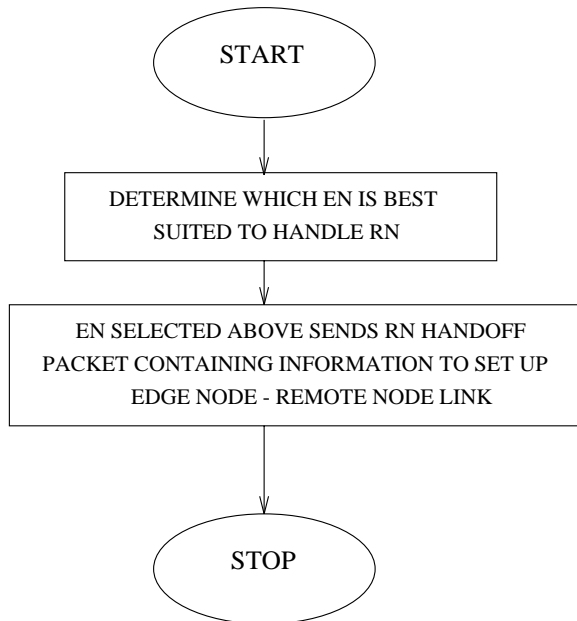 START
DETERMINE WHICH EN IS BEST
SUITED TO HANDLE RN
EN SELECTED ABOVE SENDS RN HANDOFF
PACKET CONTAINING INFORMATION TO SET UP
EDGE NODE - REMOTE NODE LINK
STOP